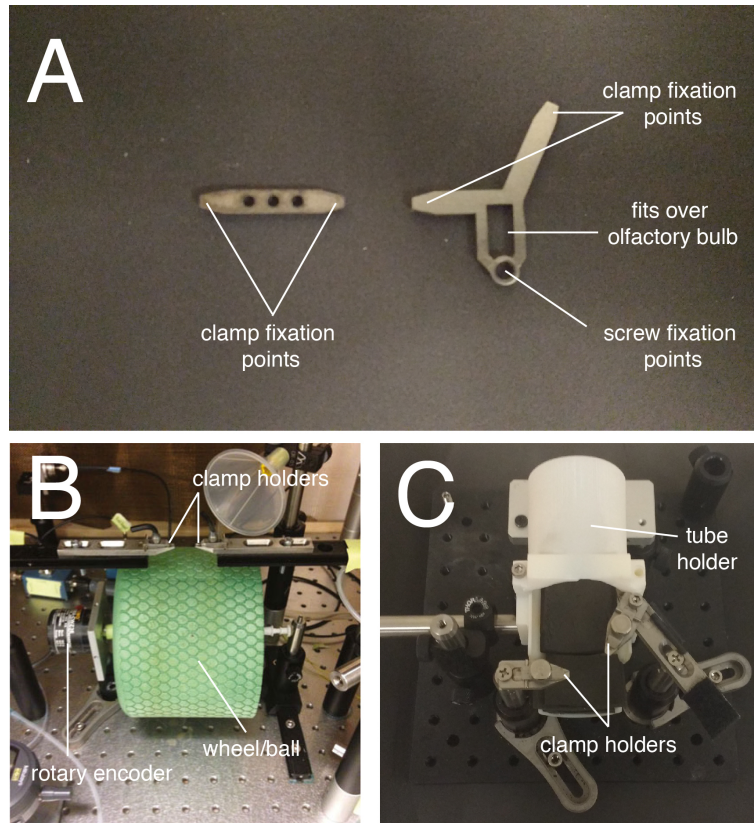 A
clamp fixation
points
fits over
olfactory bulb
clamp fixation
points
screw fixation
points
B
clamp holders
wheel/ball
rotary encoder
C
tube
holder
THORLABS
clamp holders